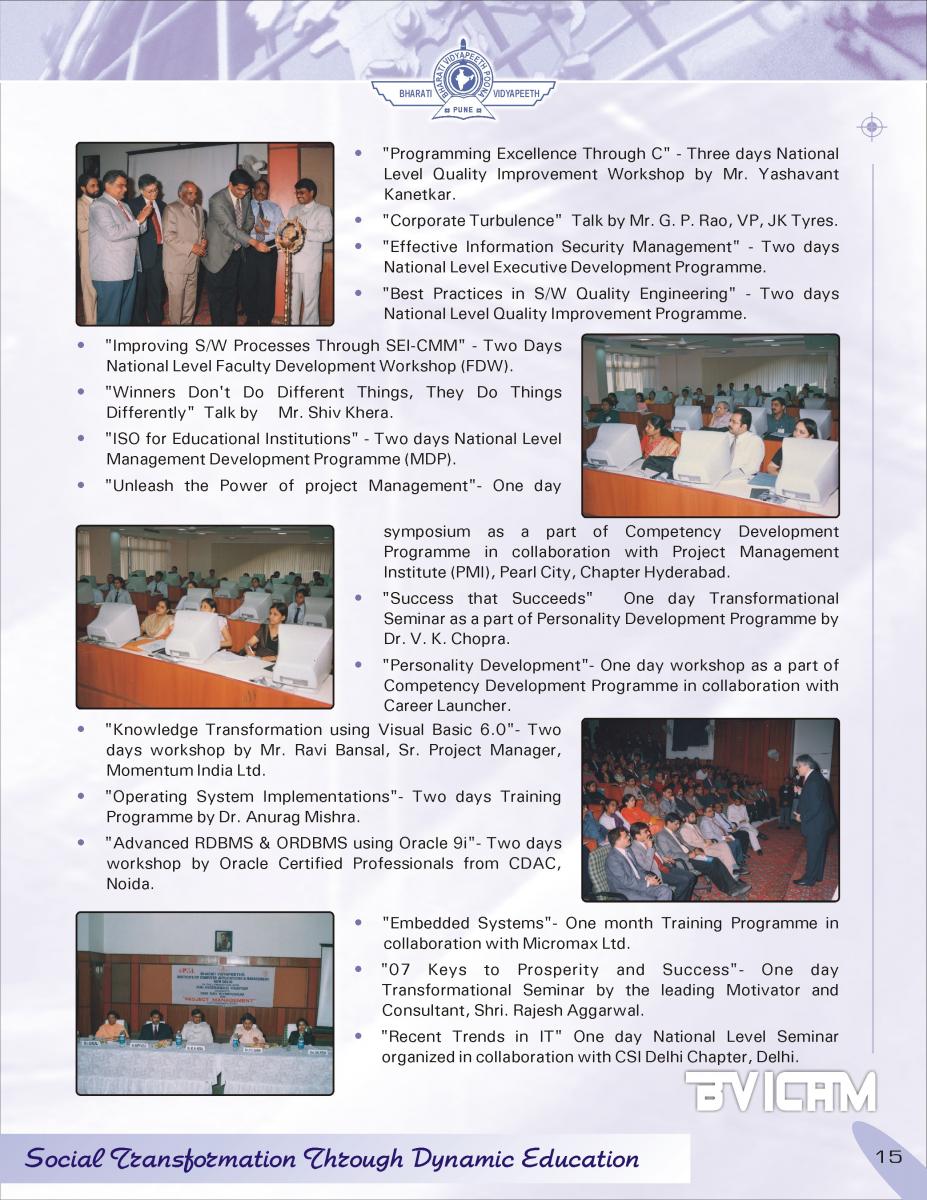 BHARATI VIDYAPEETH POONA
BHARATI VIDYAPEETH
PUNE
• "Programming Excellence Through C" - Three days National
Level Quality Improvement Workshop by Mr. Yashavant
Kanetkar.
• "Corporate Turbulence" Talk by Mr. G. P. Rao, VP, JK Tyres.
• "Effective Information Security Management" - Two days
National Level Executive Development Programme.
• "Best Practices in S/W Quality Engineering" - Two days
National Level Quality Improvement Programme.
• "Improving S/W Processes Through SEI-CMM" - Two Days
National Level Faculty Development Workshop (FDW).
• "Winners Don't Do Different Things, They Do Things
Differently" Talk by Mr. Shiv Khera.
• "ISO for Educational Institutions" - Two days National Level
Management Development Programme (MDP).
• "Unleash the Power of project Management"- One day
symposium as a part of Competency Development
Programme in collaboration with Project Management
Institute (PMI), Pearl City, Chapter Hyderabad.
• "Success that Succeeds" One day Transformational
Seminar as a part of Personality Development Programme by
Dr. V. K. Chopra.
• "Personality Development"- One day workshop as a part of
Competency Development Programme in collaboration with
Career Launcher.
• "Knowledge Transformation using Visual Basic 6.0"- Two
days workshop by Mr. Ravi Bansal, Sr. Project Manager,
Momentum India Ltd.
• "Operating System Implementations"- Two days Training
Programme by Dr. Anurag Mishra.
• "Advanced RDBMS & ORDBMS using Oracle 9i"- Two days
workshop by Oracle Certified Professionals from CDAC,
Noida.
• "Embedded Systems"- One month Training Programme in
collaboration with Micromax Ltd.
• "07 Keys to Prosperity and Success"- One day
Transformational Seminar by the leading Motivator and
Consultant, Shri. Rajesh Aggarwal.
• "Recent Trends in IT" One day National Level Seminar
organized in collaboration with CSI Delhi Chapter, Delhi.
BHARATI VIDYAPEETH'S
INSTITUTE OF COMPUTER APPLICATIONS & MANAGEMENT
NEW DELHI
"PROJECT MANAGEMENT"
BVICAM
Social Transformation Through Dynamic Education
15